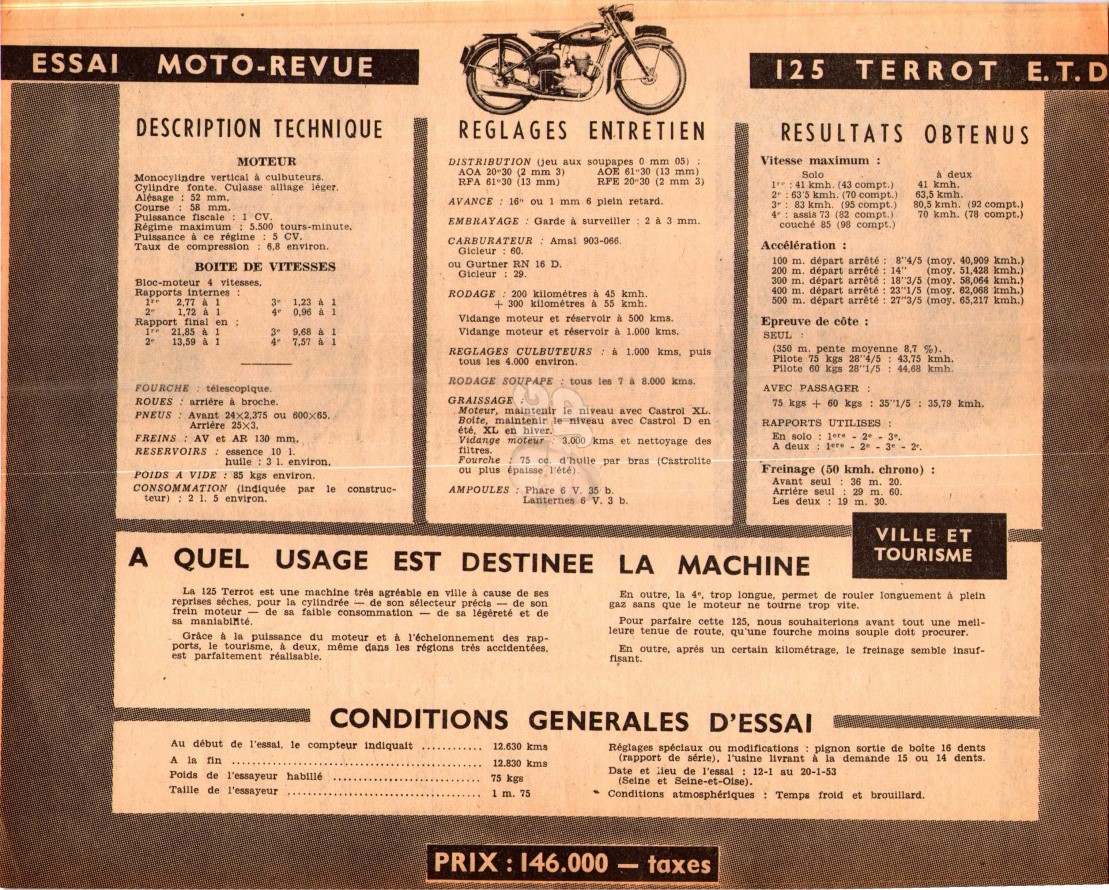 ESSAI MOTO-REVUE
125 TERROT E.T.D
DESCRIPTION TECHNIQUE
MOTEUR
Monocylindre vertical à culbuteurs.
Cylindre fonte. Culasse alliage léger.
Alésage : 52 mm.
Course : 58 mm.
Puissance fiscale : 1 CV.
Régime maximum : 5.500 tours-minute.
Puissance à ce régime : 5 CV.
Taux de compression : 6,8 environ.
BOITE DE VITESSES
Bloc-moteur 4 vitesses.
Rapports internes :
1re 2,77 à 1 3e 1,23 à 1
2e 1,72 à 1 4e 0,96 à 1
Rapport final en :
1re 21,85 à 1 3e 9,68 à 1
2e 13,59 à 1 4e 7,57 à 1
FOURCHE : télescopique.
ROUES : arrière à broche.
PNEUS : Avant 24×2,375 ou 600×65.
Arrière 25×3.
FREINS : AV et AR 130 mm.
RESERVOIRS : essence 10 l.
huile : 3 l. environ.
POIDS A VIDE : 85 kgs environ.
CONSOMMATION (indiquée par le construc-
teur) : 2 l. 5 environ.
REGLAGES ENTRETIEN
DISTRIBUTION (jeu aux soupapes 0 mm 05) :
AOA 20°30 (2 mm 3) AOE 61°30 (13 mm)
RFA 61°30 (13 mm) RFE 20°30 (2 mm 3)
AVANCE : 16° ou 1 mm 6 plein retard.
EMBRAYAGE : Garde à surveiller : 2 à 3 mm.
CARBURATEUR : Amal 903-066.
Gicleur : 60.
ou Gurtner RN 16 D.
Gicleur : 29.
RODAGE : 200 kilomètres à 45 kmh.
+ 300 kilomètres à 55 kmh.
Vidange moteur et réservoir à 500 kms.
Vidange moteur et réservoir à 1.000 kms.
REGLAGES CULBUTEURS : à 1.000 kms, puis
tous les 4.000 environ.
RODAGE SOUPAPE : tous les 7 à 8.000 kms.
GRAISSAGE :
Moteur, maintenir le niveau avec Castrol XL.
Boîte, maintenir le niveau avec Castrol D en
été, XL en hiver.
Vidange moteur : 3.000 kms et nettoyage des
filtres.
Fourche : 75 cc. d'huile par bras (Castrolite
ou plus épaisse l'été).
AMPOULES : Phare 6 V. 35 b.
Lanternes 6 V. 3 b.
RESULTATS OBTENUS
Vitesse maximum :
Solo à deux
1re : 41 kmh. (43 compt.) 41 kmh.
2e : 63'5 kmh. (70 compt.) 63,5 kmh.
3e : 83 kmh. (95 compt.) 80,5 kmh. (92 compt.)
4e : assis 73 (82 compt.) 70 kmh. (78 compt.)
couché 85 (98 compt.)
Accélération :
100 m. départ arrêté : 8"4/5 (moy. 40,909 kmh.)
200 m. départ arrêté : 14" (moy. 51,428 kmh.)
300 m. départ arrêté : 18"3/5 (moy. 58,064 kmh.)
400 m. départ arrêté : 23"1/5 (moy. 62,068 kmh.)
500 m. départ arrêté : 27"3/5 (moy. 65,217 kmh.)
Epreuve de côte :
SEUL :
(350 m. pente moyenne 8,7 %).
Pilote 75 kgs 28"4/5 : 43,75 kmh.
Pilote 60 kgs 28"1/5 : 44,68 kmh.
AVEC PASSAGER :
75 kgs + 60 kgs : 35"1/5 : 35,79 kmh.
RAPPORTS UTILISES :
En solo : 1ere - 2e - 3e.
A deux : 1ere - 2e - 3e - 2e.
Freinage (50 kmh. chrono) :
Avant seul : 36 m. 20.
Arrière seul : 29 m. 60.
Les deux : 19 m. 30.
VILLE ET
TOURISME
A QUEL USAGE EST DESTINEE LA MACHINE
La 125 Terrot est une machine très agréable en ville à cause de ses
reprises sèches, pour la cylindrée — de son sélecteur précis — de son
frein moteur — de sa faible consommation — de sa légéreté et de
sa maniabilité.
Grâce à la puissance du moteur et à l'échelonnement des rap-
ports, le tourisme, à deux, même dans les régions très accidentées,
est parfaitement réalisable.
En outre, la 4e, trop longue, permet de rouler longuement à plein
gaz sans que le moteur ne tourne trop vite.
Pour parfaire cette 125, nous souhaiterions avant tout une meil-
leure tenue de route, qu'une fourche moins souple doit procurer.
En outre, après un certain kilométrage, le freinage semble insuf-
fisant.
CONDITIONS GENERALES D'ESSAI
Au début de l'essai, le compteur indiquait ............ 12.630 kms
A la fin .................................................. 12.830 kms
Poids de l'essayeur habillé .............................. 75 kgs
Taille de l'essayeur ..................................... 1 m. 75
Réglages spéciaux ou modifications : pignon sortie de boîte 16 dents
(rapport de série), l'usine livrant à la demande 15 ou 14 dents.
Date et lieu de l'essai : 12-1 au 20-1-53
(Seine et Seine-et-Oise).
Conditions atmosphériques : Temps froid et brouillard.
PRIX : 146.000 — taxes